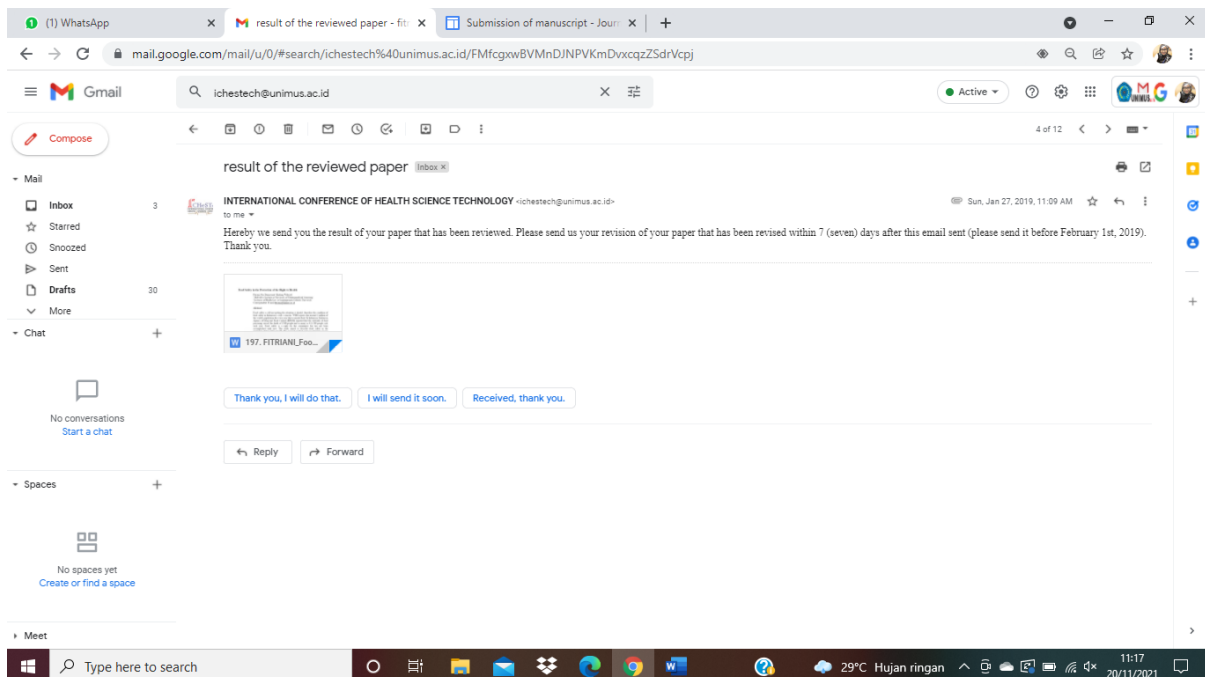 (1) WhatsApp
result of the reviewed paper - fit
Submission of manuscript - Jour
mail.google.com/mail/u/0/#search/ichestech%40unimus.ac.id/FMfcgxwBVMnDJNPVKmDvxcqzZSdrVcpj
Gmail
ichestech@unimus.ac.id
Active
UNIMUS
M
G
Compose
4 of 12
result of the reviewed paper Inbox x
Mail
Inbox 3
INTERNATIONAL CONFERENCE OF HEALTH SCIENCE TECHNOLOGY <ichestech@unimus.ac.id>
Sun, Jan 27, 2019, 11:09 AM
to me
Starred
Hereby we send you the result of your paper that has been reviewed. Please send us your revision of your paper that has been revised within 7 (seven) days after this email sent (please send it before February 1st, 2019).
Thank you.
Snoozed
Sent
Drafts 30
More
Chat
W 197. FITRIANI_Foo...
Thank you, I will do that.
I will send it soon.
Received, thank you.
No conversations
Start a chat
Reply
Forward
Spaces
No spaces yet
Create or find a space
Meet
Type here to search
29°C Hujan ringan
11:17
20/11/2021